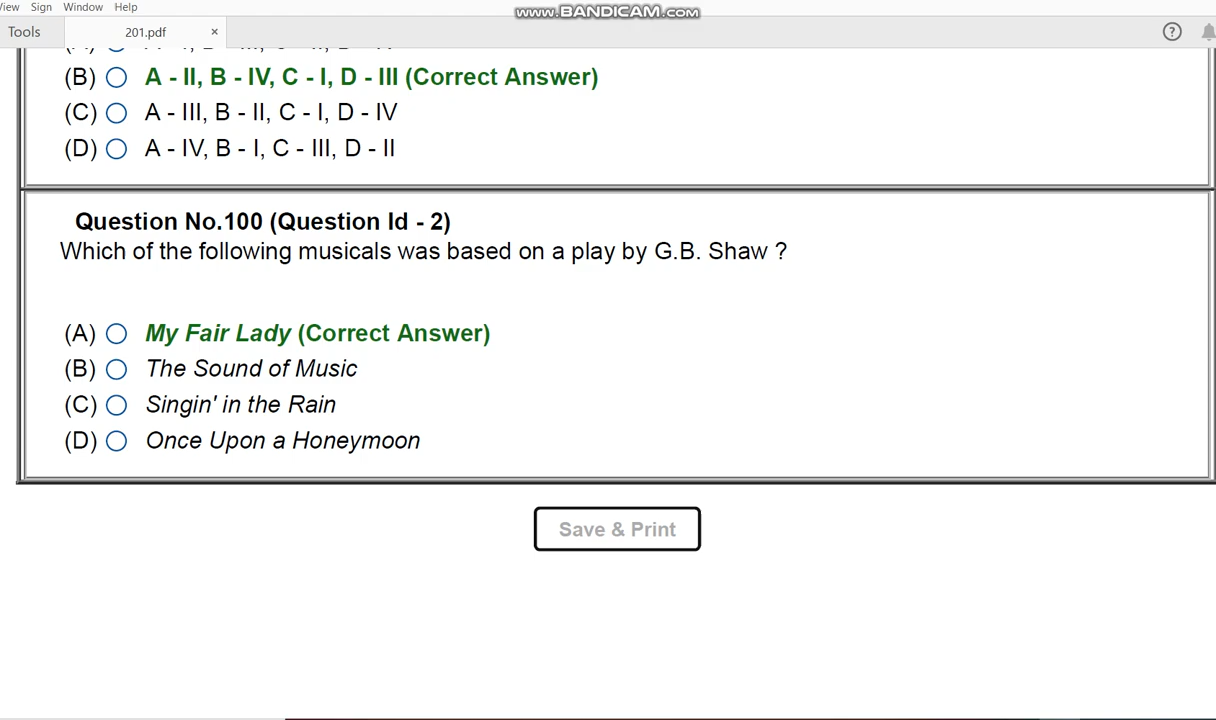 View Sign Window Help
www.BANDICAM.com
Tools 201.pdf × ?
(B) A - II, B - IV, C - I, D - III (Correct Answer)
(C) A - III, B - II, C - I, D - IV
(D) A - IV, B - I, C - III, D - II
Question No.100 (Question Id - 2)
Which of the following musicals was based on a play by G.B. Shaw ?
(A) My Fair Lady (Correct Answer)
(B) The Sound of Music
(C) Singin' in the Rain
(D) Once Upon a Honeymoon
Save & Print